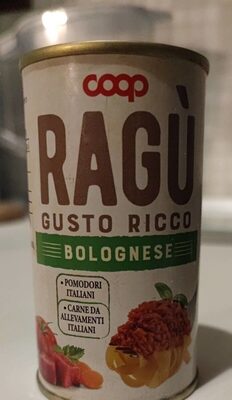 coop
RAGÙ
GUSTO RICCO
BOLOGNESE
• POMODORI
ITALIANI
• CARNE DA
ALLEVAMENTI
ITALIANI